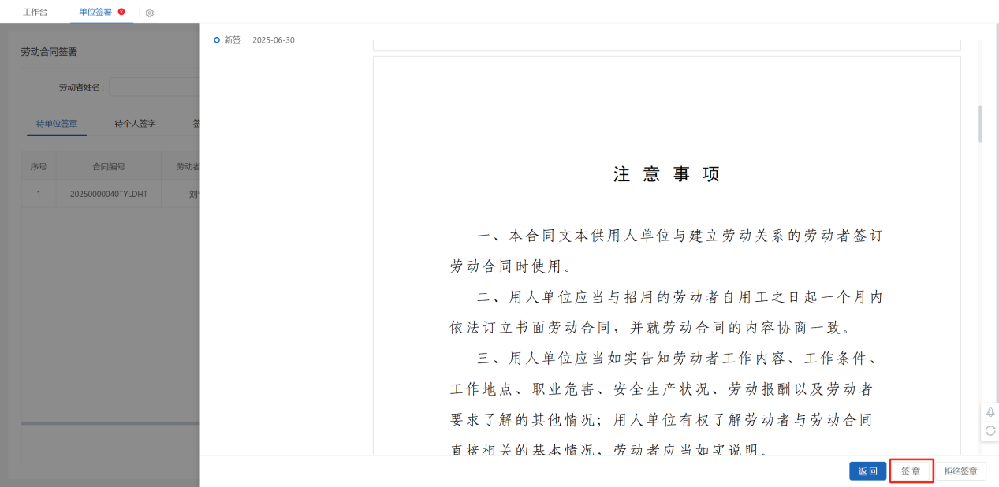 工作台
单位签署
劳动合同签署
劳动者姓名：
待单位签章
待个人签字
序号
合同编号
劳动者
1
20250000040TYLDHT
刘*
新签
2025-06-30
注意事项
一、本合同文本供用人单位与建立劳动关系的劳动者签订
劳动合同时使用。
二、用人单位应当与招用的劳动者自用工之日起一个月内
依法订立书面劳动合同，并就劳动合同的内容协商一致。
三、用人单位应当如实告知劳动者工作内容、工作条件、
工作地点、职业危害、安全生产状况、劳动报酬以及劳动者
要求了解的其他情况；用人单位有权了解劳动者与劳动合同
直接相关的基本情况，劳动者应当如实说明。
返回
签章
拒绝签章